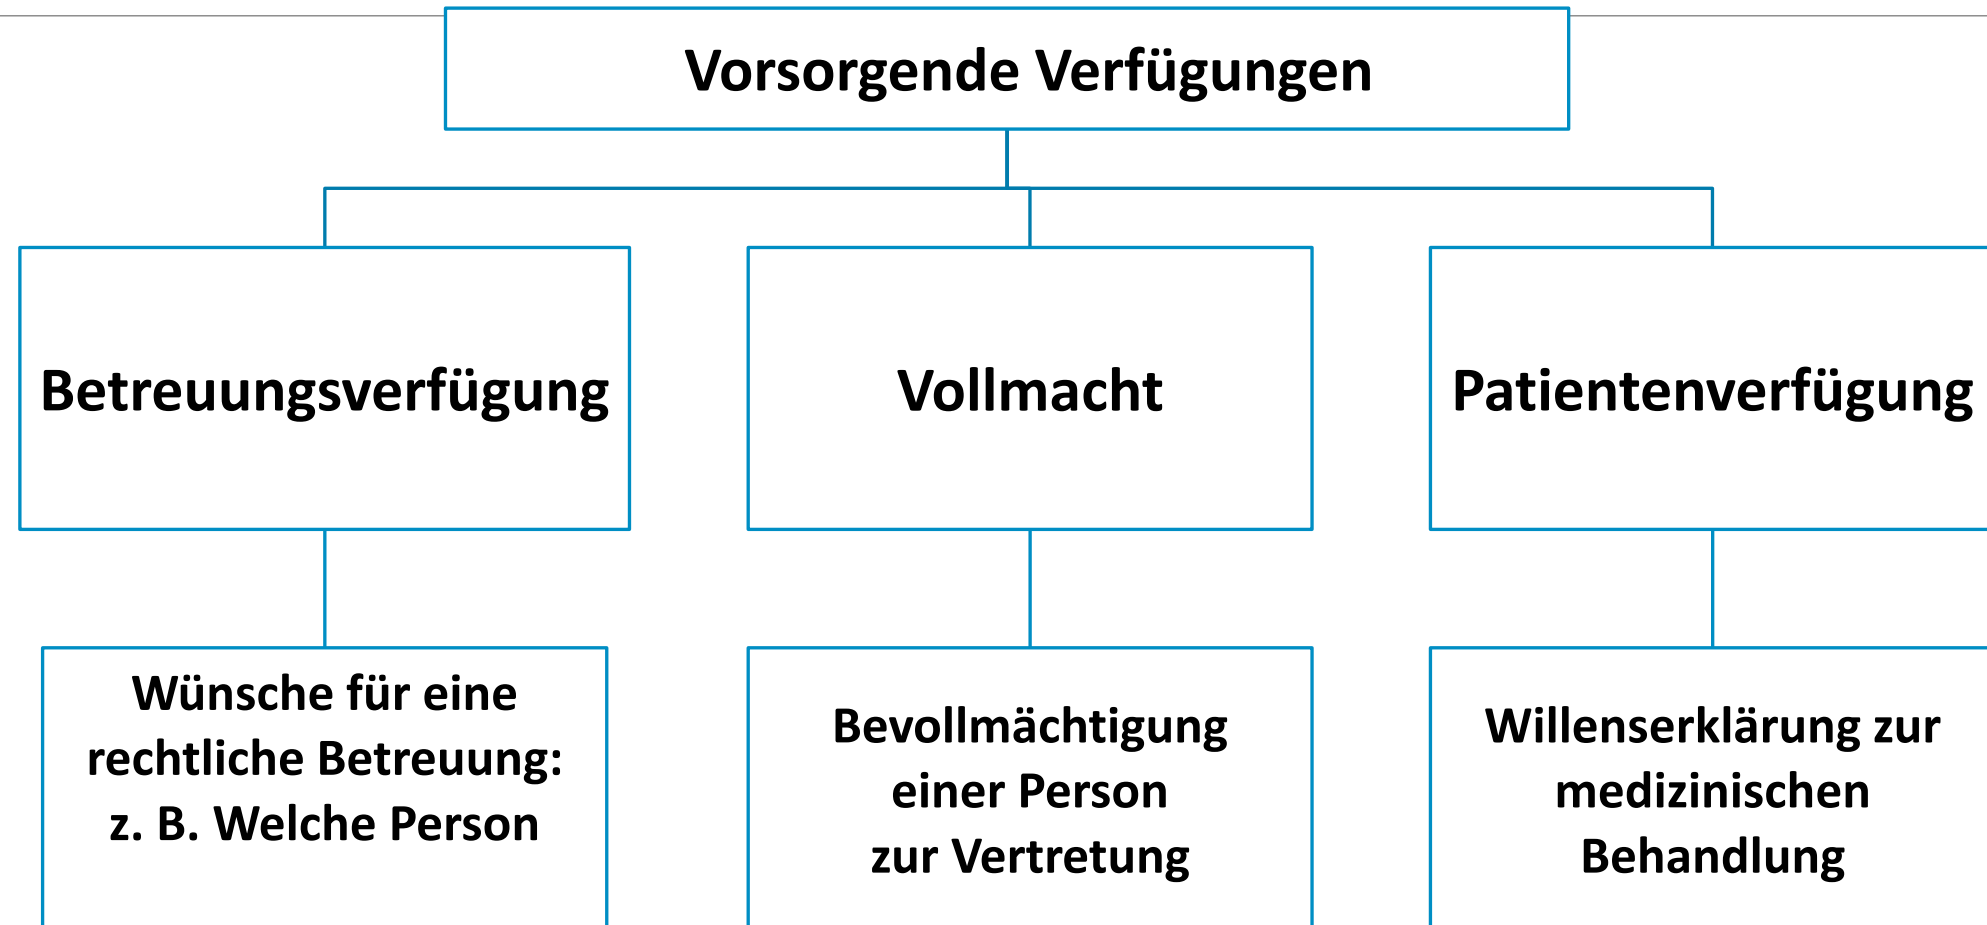 Vorsorgende Verfügungen
Betreuungsverfügung
Vollmacht
Patientenverfügung
Wünsche für eine
rechtliche Betreuung:
z. B. Welche Person
Bevollmächtigung
einer Person
zur Vertretung
Willenserklärung zur
medizinischen
Behandlung